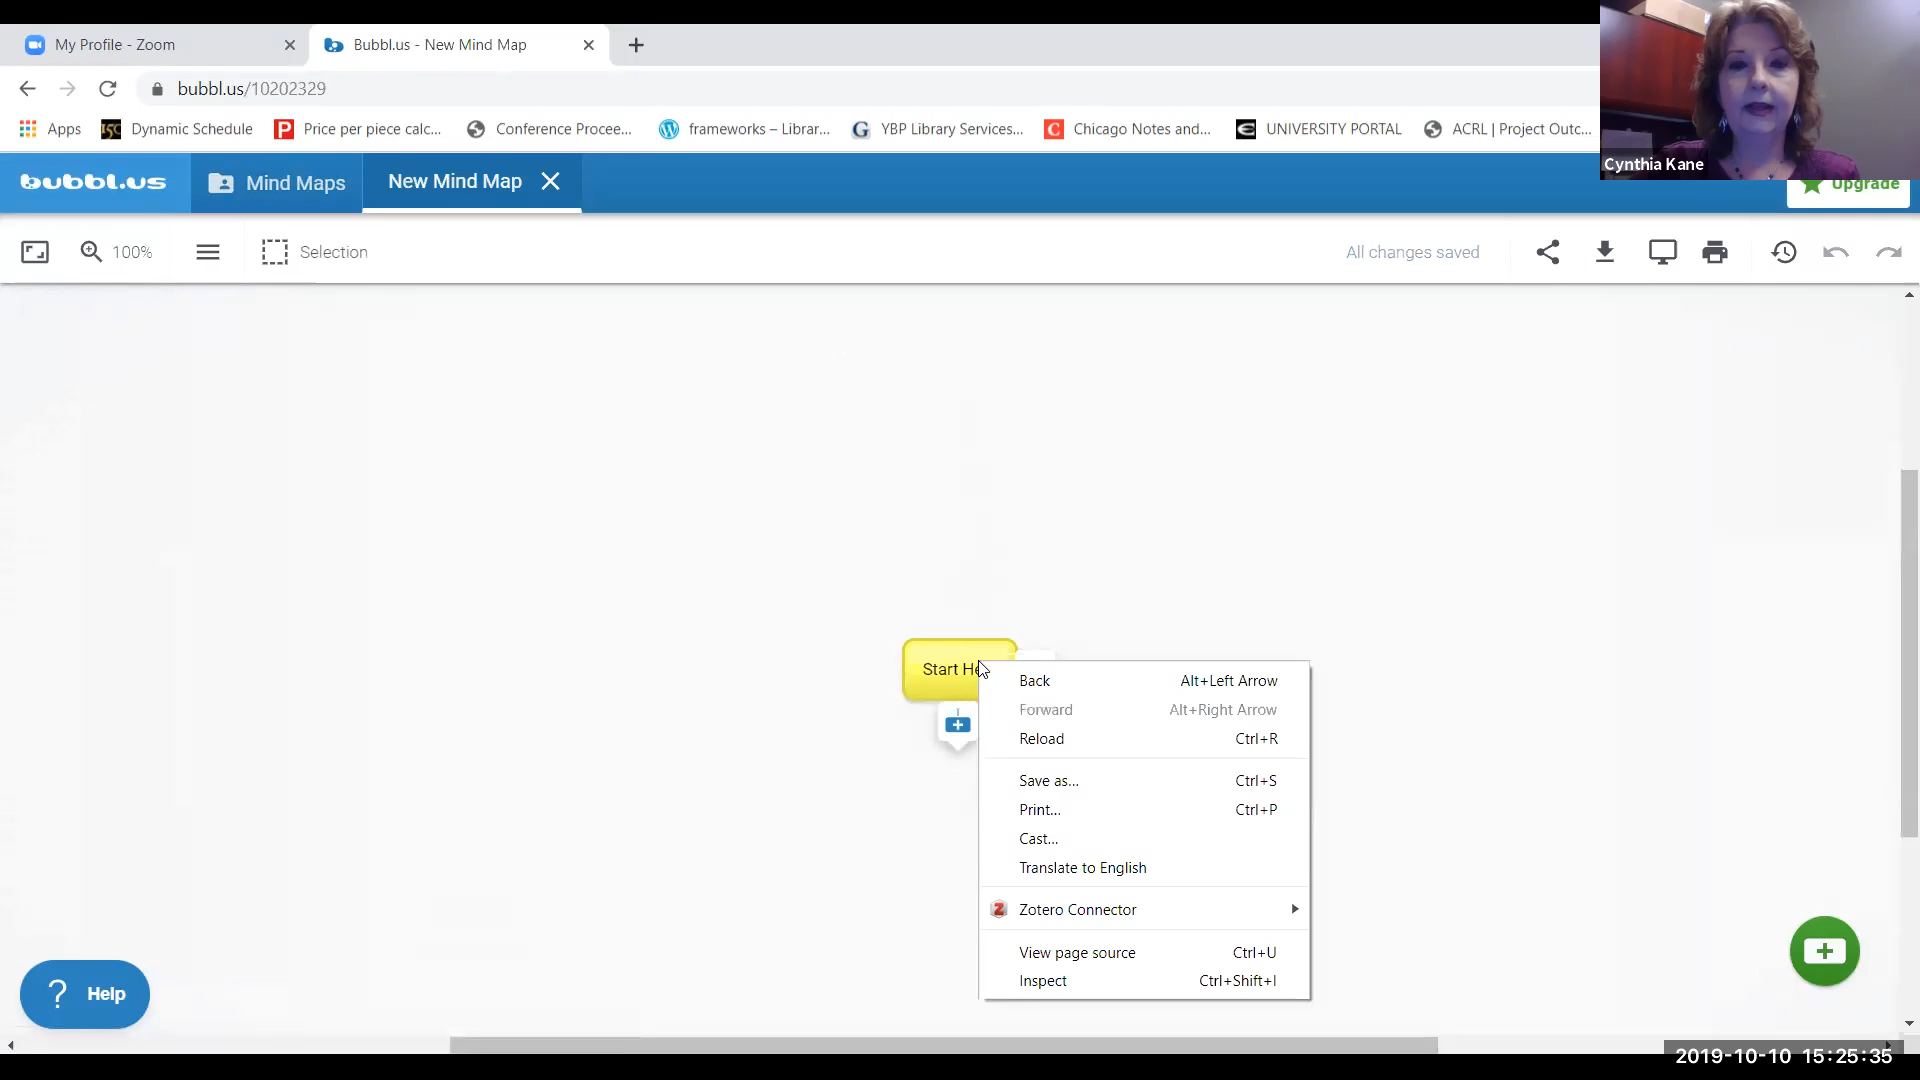 My Profile - Zoom
Bubbl.us - New Mind Map
bubbl.us/10202329
Apps
15C
Dynamic Schedule
Price per piece calc...
Conference Procee...
frameworks – Librar...
YBP Library Services...
Chicago Notes and...
UNIVERSITY PORTAL
ACRL | Project Outc...
Cynthia Kane
bubbl.us
Mind Maps
New Mind Map
Upgrade
100%
Selection
All changes saved
Start He
Back Alt+Left Arrow
Forward Alt+Right Arrow
Reload Ctrl+R
Save as... Ctrl+S
Print... Ctrl+P
Cast...
Translate to English
Z Zotero Connector
View page source Ctrl+U
Inspect Ctrl+Shift+I
? Help
2019-10-10 15:25:35